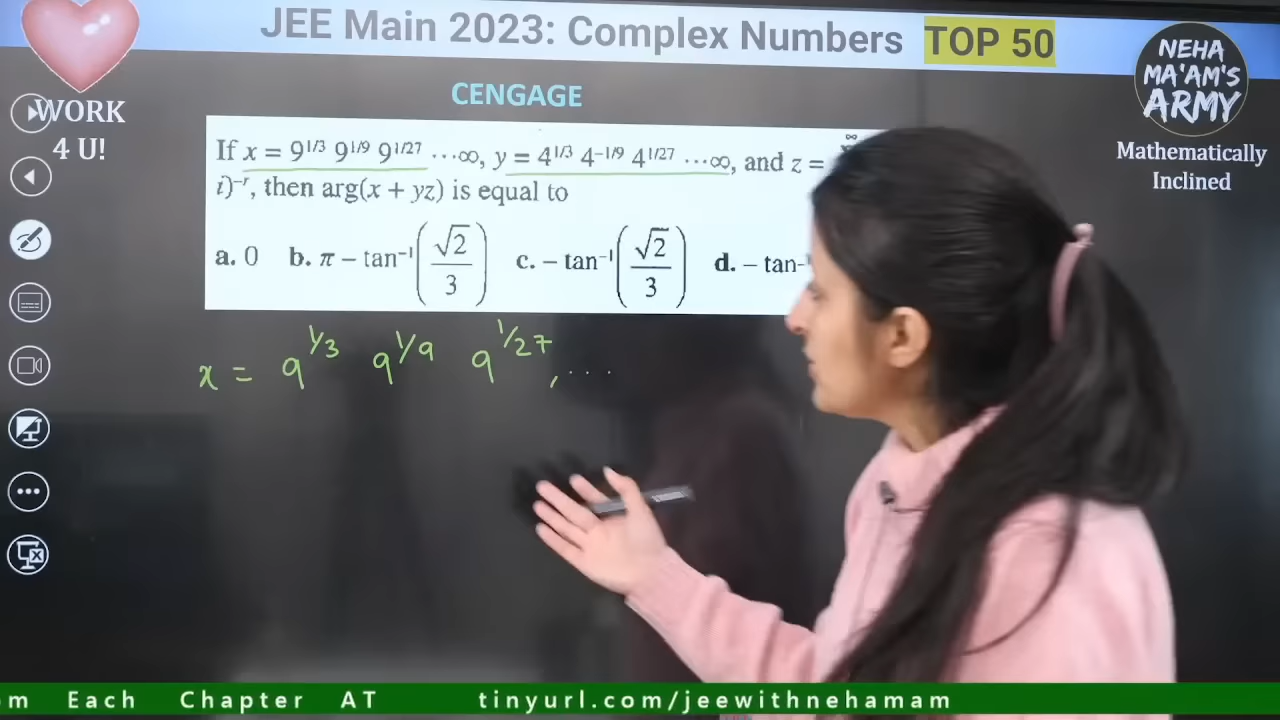 JEE Main 2023: Complex Numbers TOP 50
NEHA
MA'AM'S
ARMY
Mathematically
Inclined
WORK
4 U!
CENGAGE
If x = 9^{1/3} 9^{1/9} 9^{1/27} ···∞, y = 4^{1/3} 4^{-1/9} 4^{1/27} ···∞, and z =
i)^{-r}, then arg(x + yz) is equal to
a. 0 b. π − tan⁻¹(√2/3) c. − tan⁻¹(√2/3) d. − tan-
x = 9^{1/3} 9^{1/9} 9^{1/27}, ...
Each Chapter AT tinyurl.com/jeewithnehamam